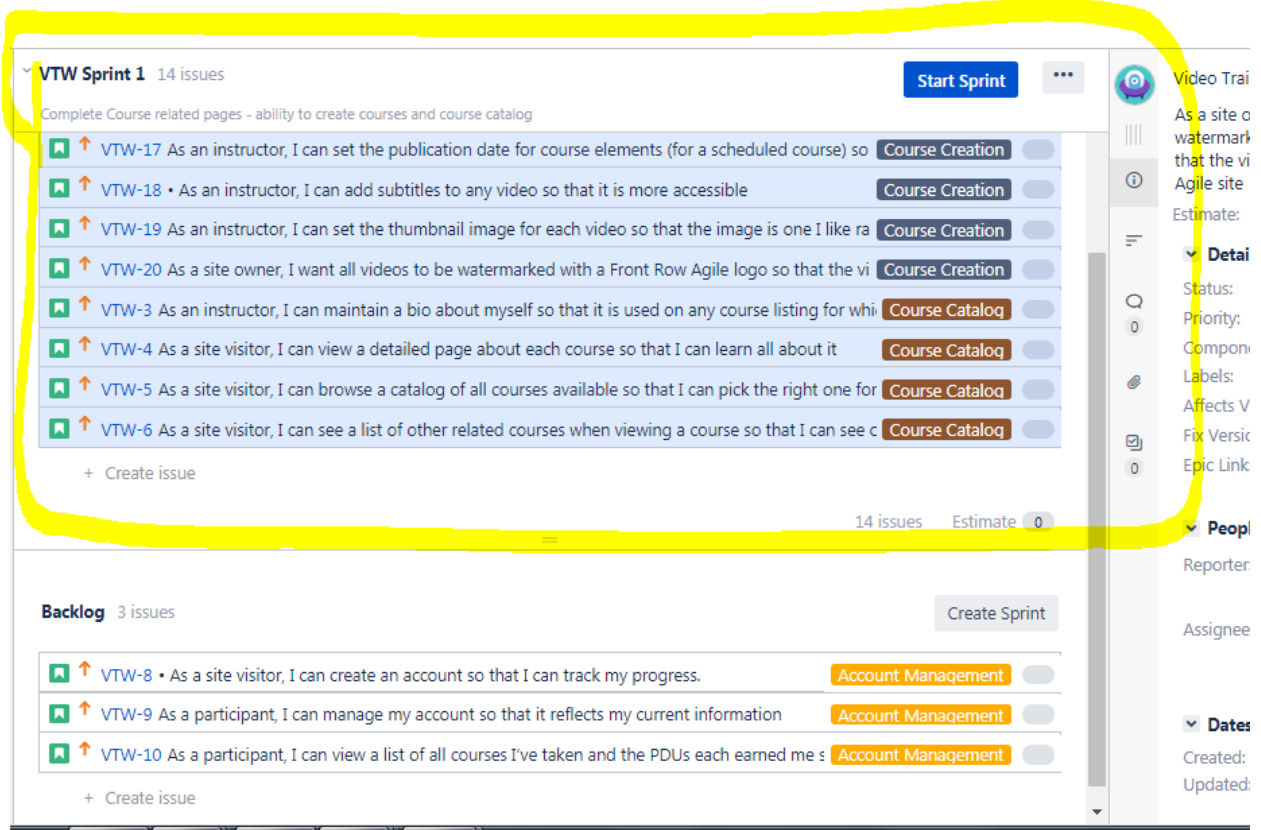 VTW Sprint 1 14 issues
Start Sprint
Complete Course related pages - ability to create courses and course catalog
VTW-17 As an instructor, I can set the publication date for course elements (for a scheduled course) so Course Creation
VTW-18 • As an instructor, I can add subtitles to any video so that it is more accessible Course Creation
VTW-19 As an instructor, I can set the thumbnail image for each video so that the image is one I like ra Course Creation
VTW-20 As a site owner, I want all videos to be watermarked with a Front Row Agile logo so that the vi Course Creation
VTW-3 As an instructor, I can maintain a bio about myself so that it is used on any course listing for whi Course Catalog
VTW-4 As a site visitor, I can view a detailed page about each course so that I can learn all about it Course Catalog
VTW-5 As a site visitor, I can browse a catalog of all courses available so that I can pick the right one for Course Catalog
VTW-6 As a site visitor, I can see a list of other related courses when viewing a course so that I can see c Course Catalog
+ Create issue
14 issues Estimate 0
Backlog 3 issues
Create Sprint
VTW-8 • As a site visitor, I can create an account so that I can track my progress. Account Management
VTW-9 As a participant, I can manage my account so that it reflects my current information Account Management
VTW-10 As a participant, I can view a list of all courses I've taken and the PDUs each earned me s Account Management
+ Create issue
0
0
Video Trai
As a site o
watermark
that the vi
Agile site
Estimate:
Detai
Status:
Priority:
Compone
Labels:
Affects V
Fix Versic
Epic Link
Peopl
Reporter:
Assignee
Dates
Created:
Updated: